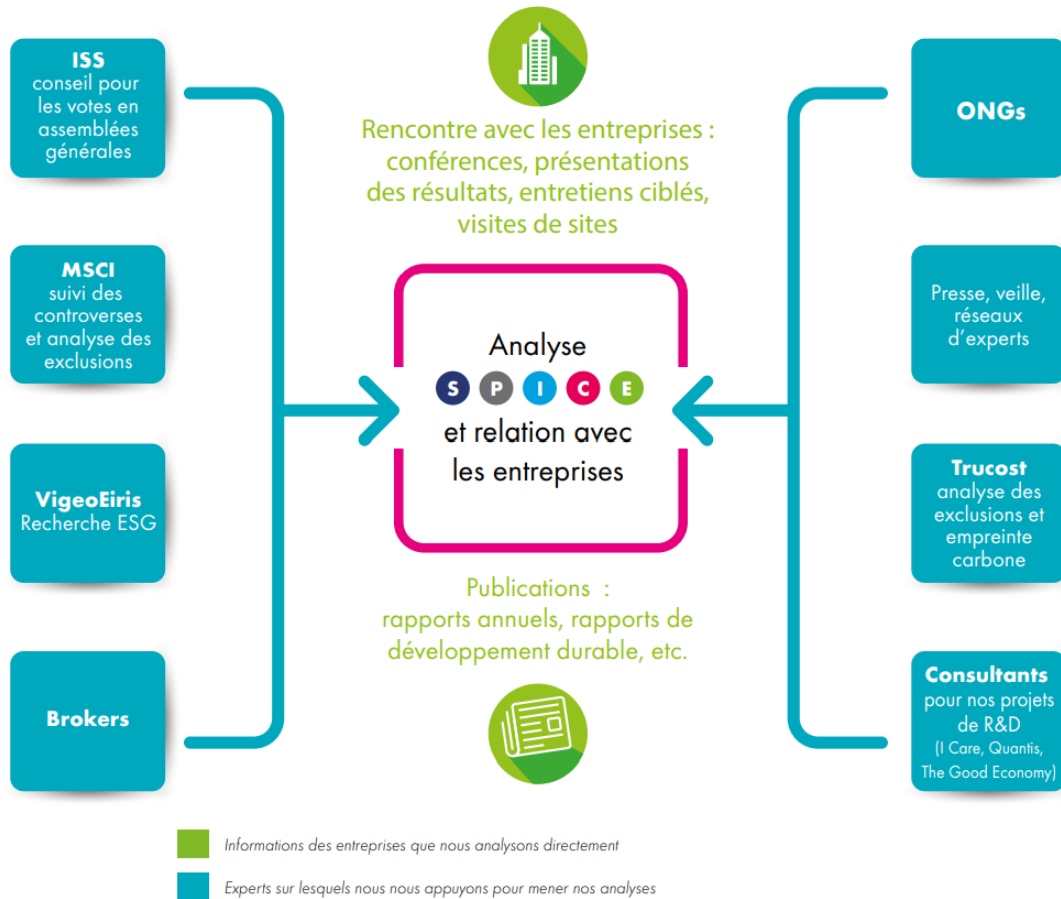 ISS
conseil pour
les votes en
assemblées
générales
MSCI
suivi des
controverses
et analyse des
exclusions
VigeoEiris
Recherche ESG
Brokers
Rencontre avec les entreprises :
conférences, présentations
des résultats, entretiens ciblés,
visites de sites
Analyse
S P I C E
et relation avec
les entreprises
Publications :
rapports annuels, rapports de
développement durable, etc.
ONGs
Presse, veille,
réseaux
d'experts
Trucost
analyse des
exclusions et
empreinte
carbone
Consultants
pour nos projets
de R&D
(I Care, Quantis,
The Good Economy)
Informations des entreprises que nous analysons directement
Experts sur lesquels nous nous appuyons pour mener nos analyses